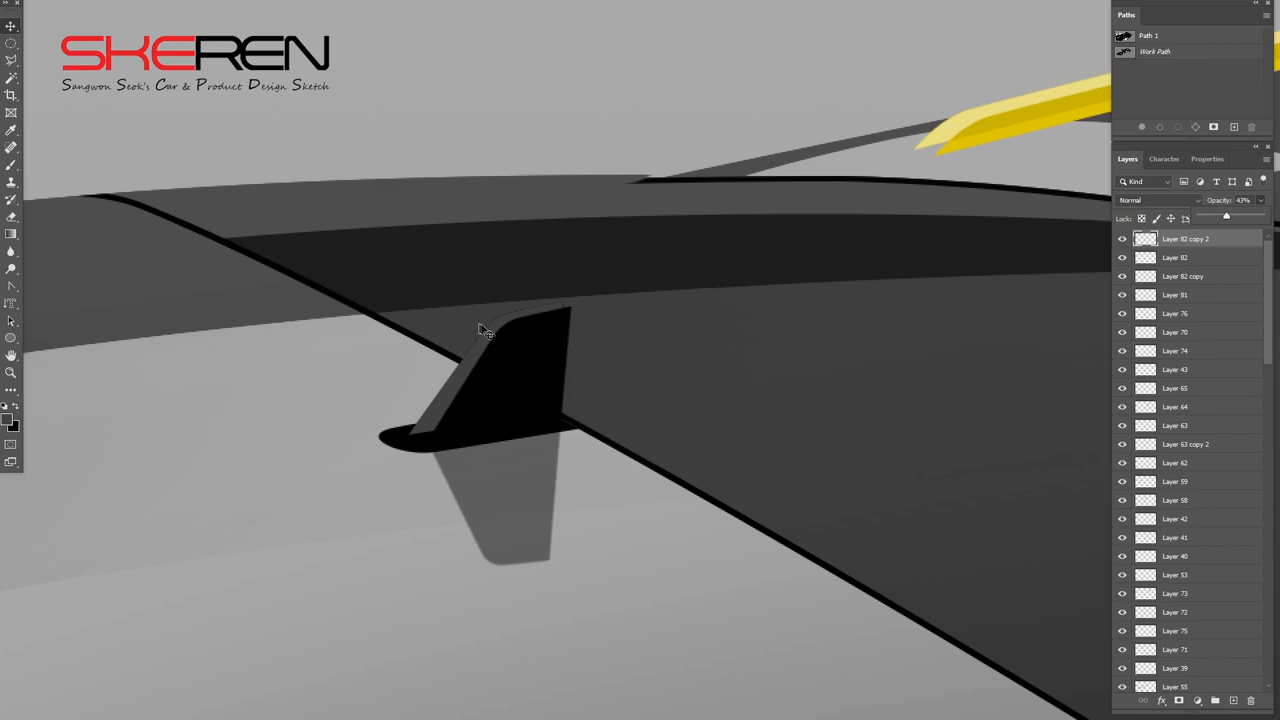 SKEREN
Sangwon Seok's Car & Product Design Sketch
Paths
Path 1
Work Path
Layers Character Properties
Kind
Normal Opacity: 43%
Lock:
Layer 82 copy 2
Layer 82
Layer 82 copy
Layer 81
Layer 76
Layer 70
Layer 74
Layer 43
Layer 65
Layer 64
Layer 63
Layer 63 copy 2
Layer 62
Layer 59
Layer 58
Layer 42
Layer 41
Layer 40
Layer 53
Layer 73
Layer 72
Layer 75
Layer 71
Layer 39
Layer 55